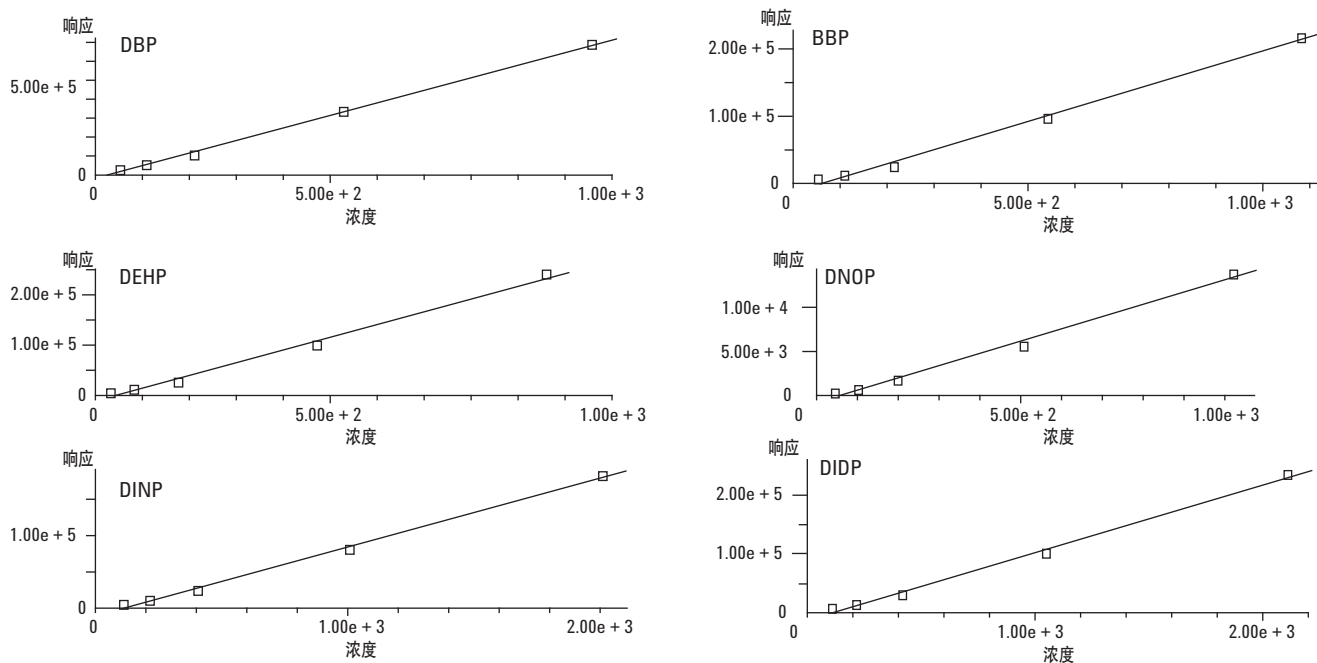 响应
DBP
5.00e + 5
0
0
5.00e + 2
1.00e + 3
浓度
BBP
2.00e + 5
1.00e + 5
0
0
5.00e + 2
1.00e + 3
浓度
响应
DEHP
2.00e + 5
1.00e + 5
0
0
5.00e + 2
1.00e + 3
浓度
响应
DNOP
1.00e + 4
5.00e + 3
0
0
5.00e + 2
1.00e + 3
浓度
响应
DINP
1.00e + 5
0
0
1.00e + 3
2.00e + 3
浓度
响应
DIDP
2.00e + 5
1.00e + 5
0
0
1.00e + 3
2.00e + 3
浓度
响应